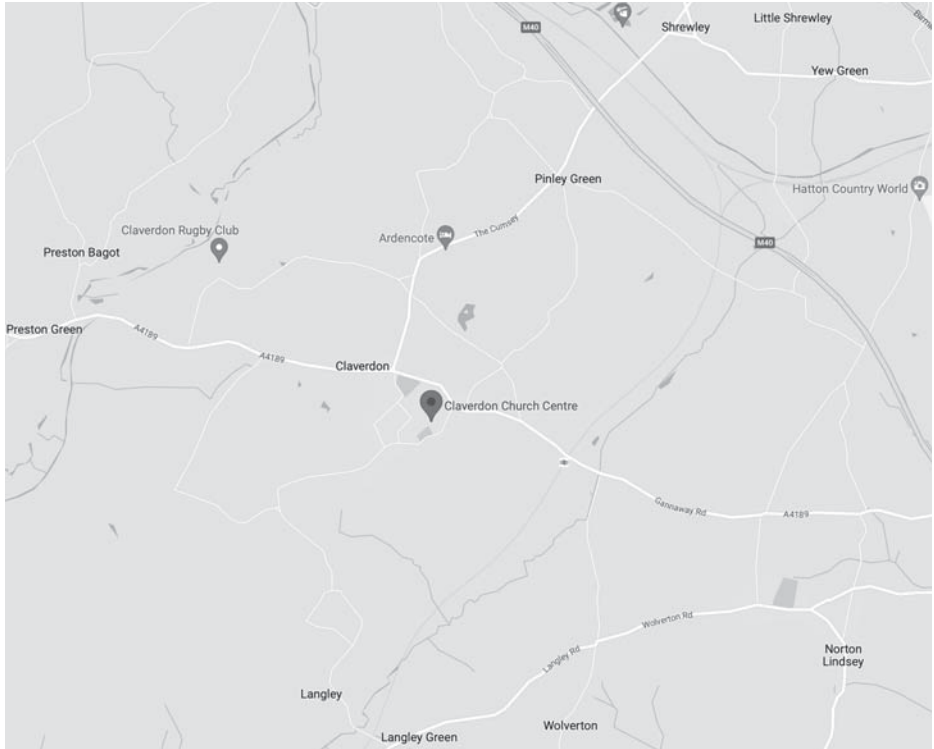 Little Shrewley
M40
Shrewley
Birm
Yew Green
Pinley Green
Hatton Country World
The Cumsey
Claverdon Rugby Club
Ardencote
M40
Preston Bagot
Preston Green
A4189
A4189
Claverdon
Claverdon Church Centre
Gannaway Rd
A4189
Wolverton Rd
Norton
Lindsey
Langley Rd
Langley
Wolverton
Langley Green